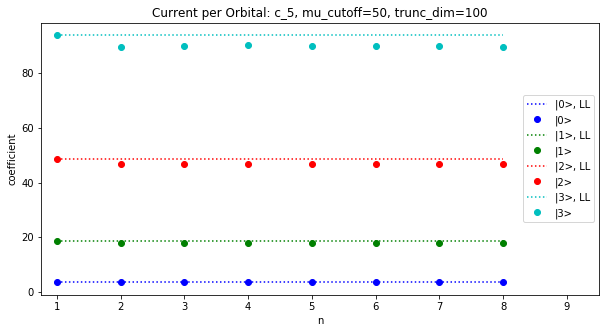 Current per Orbital: c_5, mu_cutoff=50, trunc_dim=100
coefficient
80
60
40
20
0
1 2 3 4 5 6 7 8 9
n
|0>, LL
|0>
|1>, LL
|1>
|2>, LL
|2>
|3>, LL
|3>